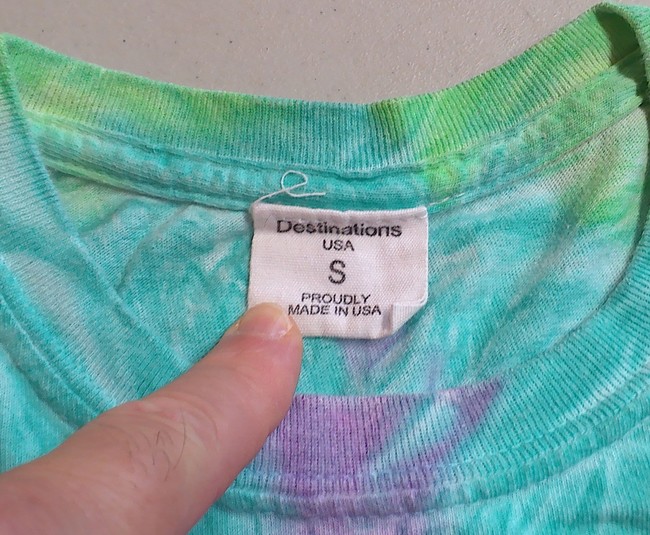 Destinations
USA
S
PROUDLY
MADE IN USA